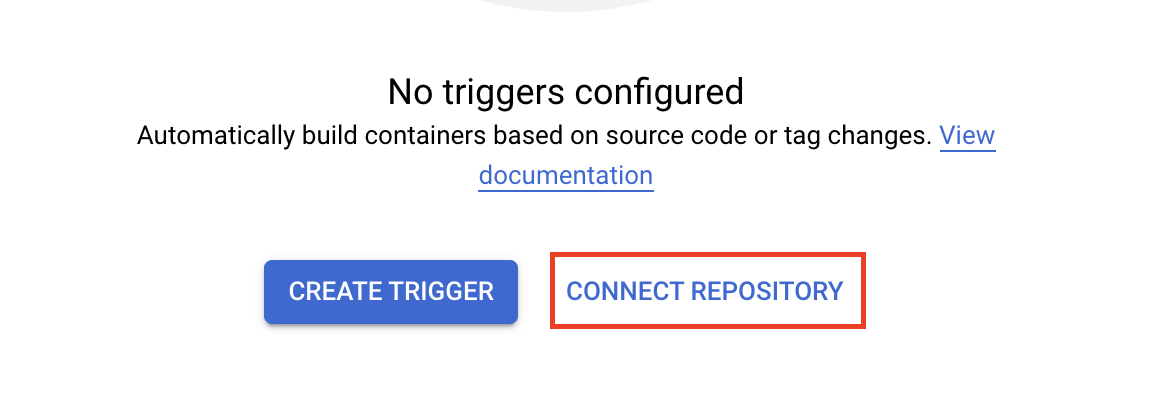 No triggers configured
Automatically build containers based on source code or tag changes. View
documentation
CREATE TRIGGER
CONNECT REPOSITORY